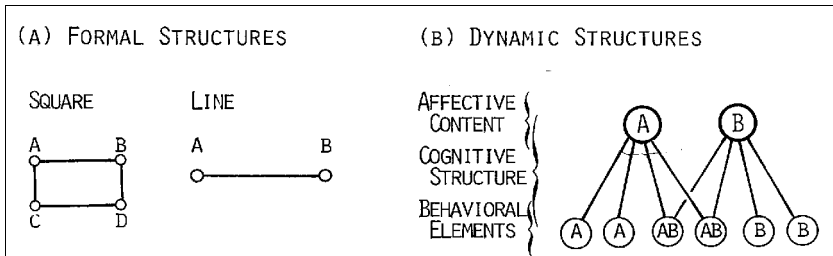 (A) FORMAL STRUCTURES
SQUARE
LINE
A B
C D
A B
(B) DYNAMIC STRUCTURES
AFFECTIVE
CONTENT
COGNITIVE
STRUCTURE
BEHAVIORAL
ELEMENTS
A B
A A AB AB B B